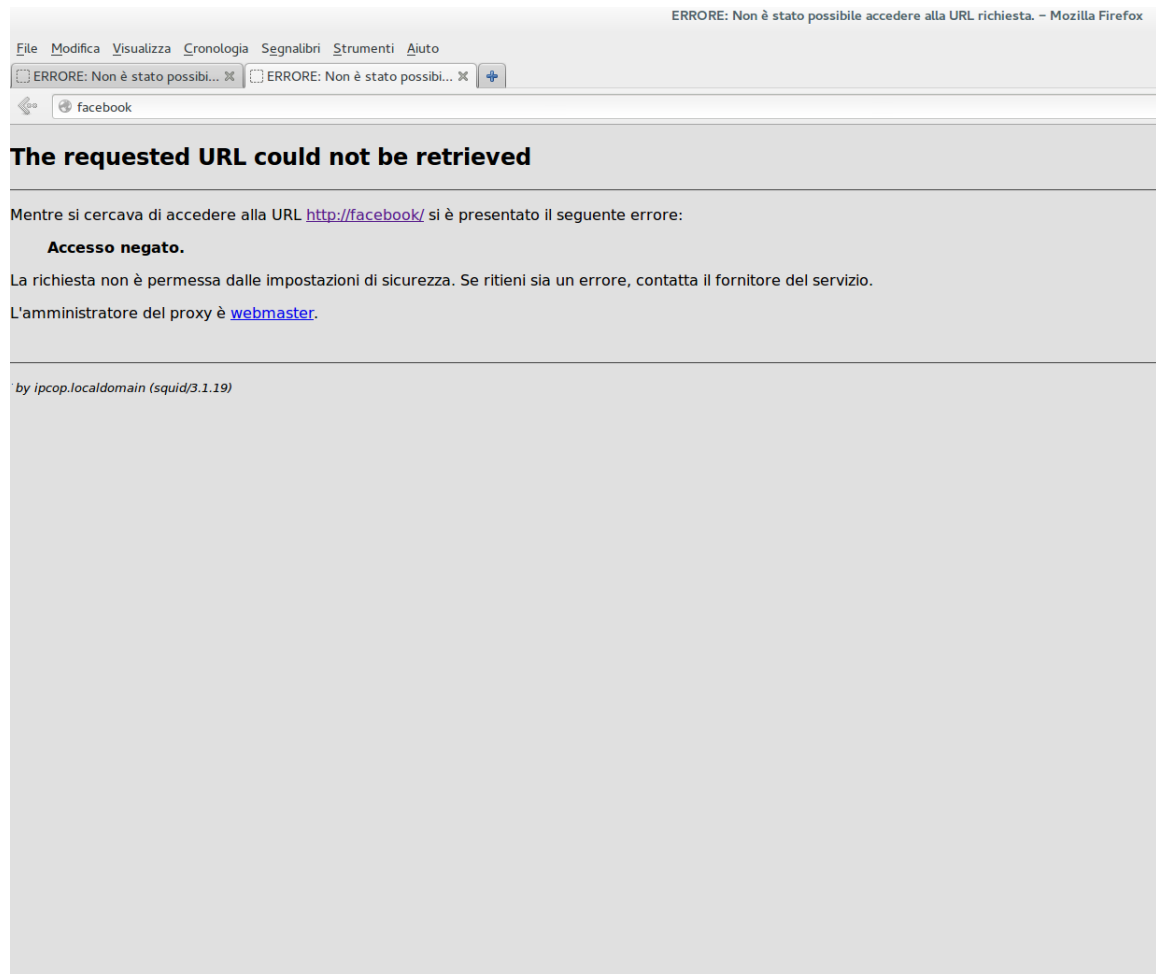 ERRORE: Non è stato possibile accedere alla URL richiesta. – Mozilla Firefox
File Modifica Visualizza Cronologia Segnalibri Strumenti Aiuto
ERRORE: Non è stato possibi... ERRORE: Non è stato possibi...
facebook
The requested URL could not be retrieved
Mentre si cercava di accedere alla URL http://facebook/ si è presentato il seguente errore:
Accesso negato.
La richiesta non è permessa dalle impostazioni di sicurezza. Se ritieni sia un errore, contatta il fornitore del servizio.
L'amministratore del proxy è webmaster.
by ipcop.localdomain (squid/3.1.19)